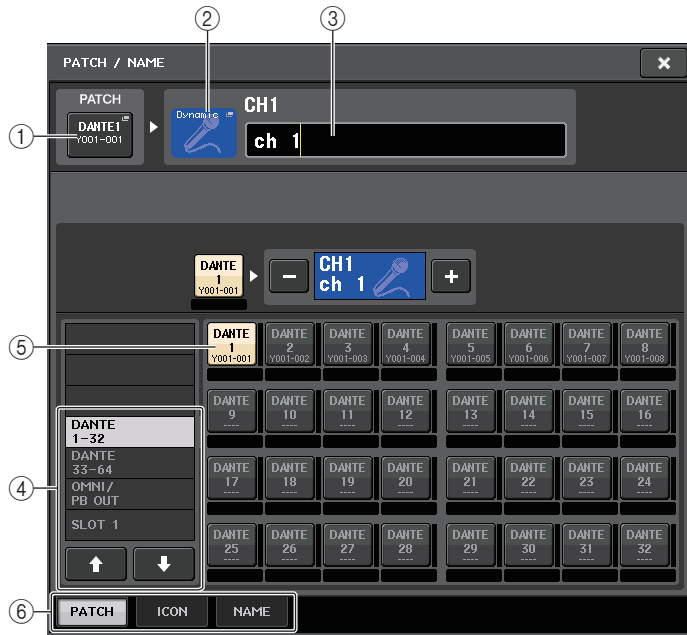 ② ③
PATCH / NAME
PATCH
① DANTE1
Y001-001
Dynamic
CH1
ch 1
DANTE
1
Y001-001
−
CH1
ch 1
+
⑤
DANTE 1 Y001-001
DANTE 2 Y001-002
DANTE 3 Y001-003
DANTE 4 Y001-004
DANTE 5 Y001-005
DANTE 6 Y001-006
DANTE 7 Y001-007
DANTE 8 Y001-008
DANTE 9 ----
DANTE 10 ----
DANTE 11 ----
DANTE 12 ----
DANTE 13 ----
DANTE 14 ----
DANTE 15 ----
DANTE 16 ----
④
DANTE
1-32
DANTE
33-64
OMNI/
PB OUT
SLOT 1
DANTE 17 ----
DANTE 18 ----
DANTE 19 ----
DANTE 20 ----
DANTE 21 ----
DANTE 22 ----
DANTE 23 ----
DANTE 24 ----
DANTE 25 ----
DANTE 26 ----
DANTE 27 ----
DANTE 28 ----
DANTE 29 ----
DANTE 30 ----
DANTE 31 ----
DANTE 32 ----
⑥
PATCH ICON NAME